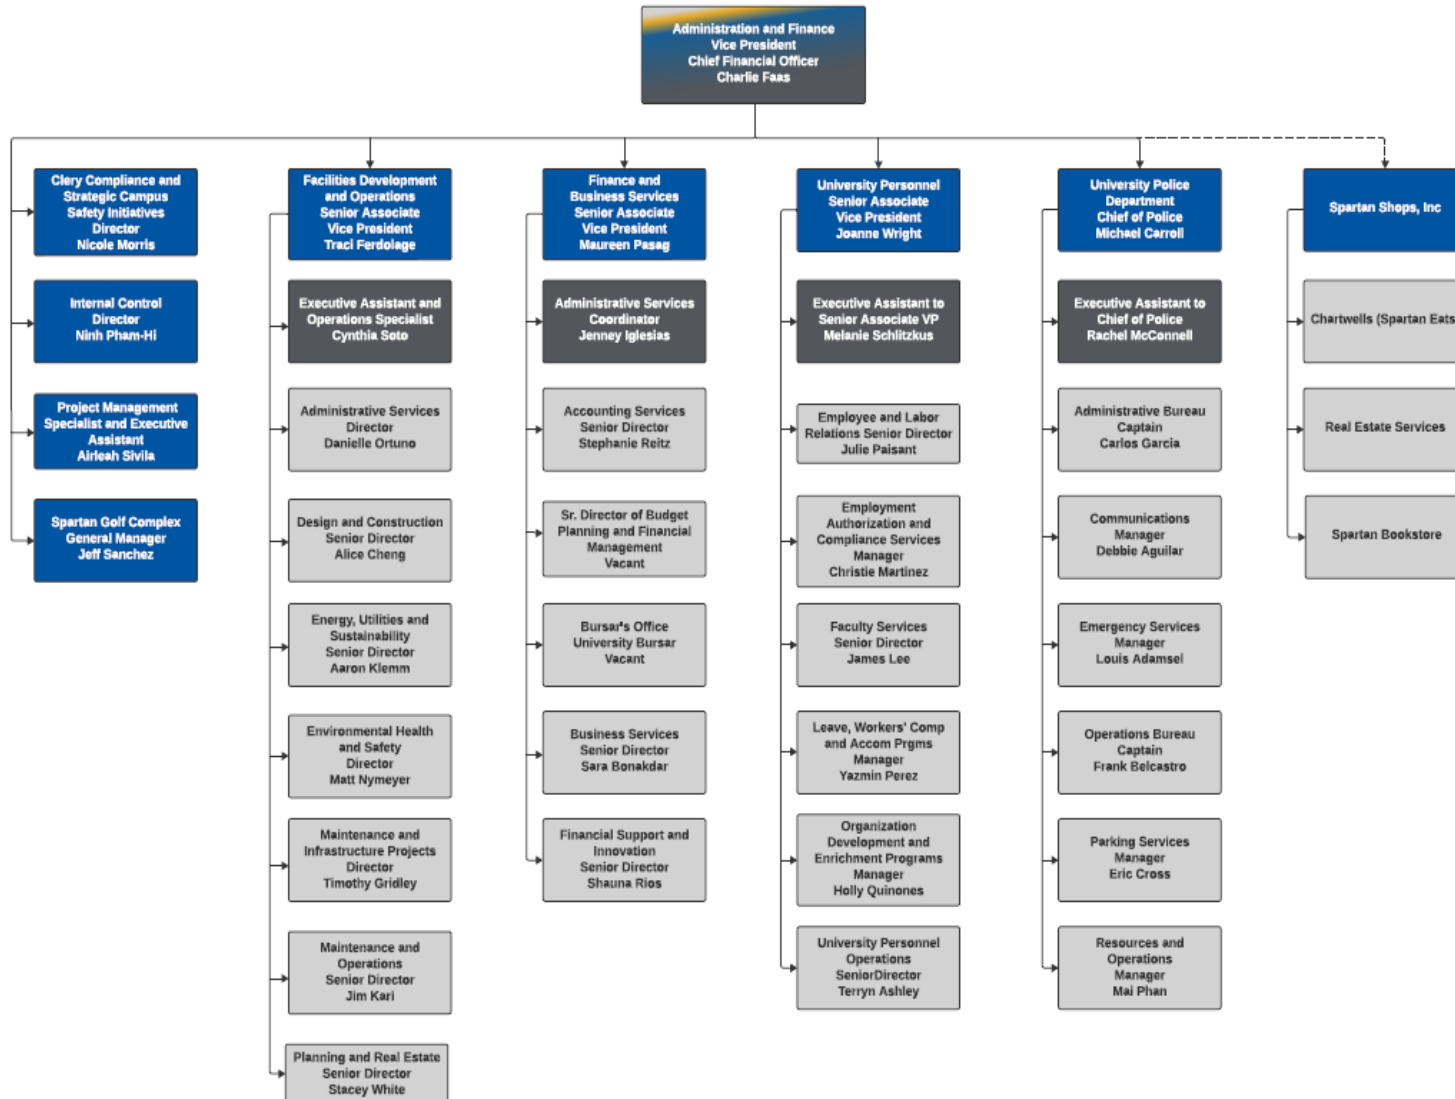 Administration and Finance
Vice President
Chief Financial Officer
Charlie Faas
Clery Compliance and
Strategic Campus
Safety Initiatives
Director
Nicole Morris
Internal Control
Director
Ninh Pham-Hi
Project Management
Specialist and Executive
Assistant
Airleah Sivila
Spartan Golf Complex
General Manager
Jeff Sanchez
Facilities Development
and Operations
Senior Associate
Vice President
Traci Ferdolage
Executive Assistant and
Operations Specialist
Cynthia Soto
Administrative Services
Director
Danielle Ortuno
Design and Construction
Senior Director
Alice Cheng
Energy, Utilities and
Sustainability
Senior Director
Aaron Klemm
Environmental Health
and Safety
Director
Matt Nymeyer
Maintenance and
Infrastructure Projects
Director
Timothy Gridley
Maintenance and
Operations
Senior Director
Jim Kari
Planning and Real Estate
Senior Director
Stacey White
Finance and
Business Services
Senior Associate
Vice President
Maureen Pasag
Administrative Services
Coordinator
Jenney Iglesias
Accounting Services
Senior Director
Stephanie Reitz
Sr. Director of Budget
Planning and Financial
Management
Vacant
Bursar's Office
University Bursar
Vacant
Business Services
Senior Director
Sara Bonakdar
Financial Support and
Innovation
Senior Director
Shauna Rios
University Personnel
Senior Associate
Vice President
Joanne Wright
Executive Assistant to
Senior Associate VP
Melanie Schlitzkus
Employee and Labor
Relations Senior Director
Julie Paisant
Employment
Authorization and
Compliance Services
Manager
Christie Martinez
Faculty Services
Senior Director
James Lee
Leave, Workers' Comp
and Accom Prgms
Manager
Yazmin Perez
Organization
Development and
Enrichment Programs
Manager
Holly Quinones
University Personnel
Operations
SeniorDirector
Terryn Ashley
University Police
Department
Chief of Police
Michael Carroll
Executive Assistant to
Chief of Police
Rachel McConnell
Administrative Bureau
Captain
Carlos Garcia
Communications
Manager
Debbie Aguilar
Emergency Services
Manager
Louis Adamsel
Operations Bureau
Captain
Frank Belcastro
Parking Services
Manager
Eric Cross
Resources and
Operations
Manager
Mai Phan
Spartan Shops, Inc
Chartwells (Spartan Eats
Real Estate Services
Spartan Bookstore